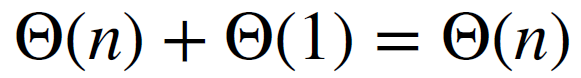 Θ(n) + Θ(1) = Θ(n)